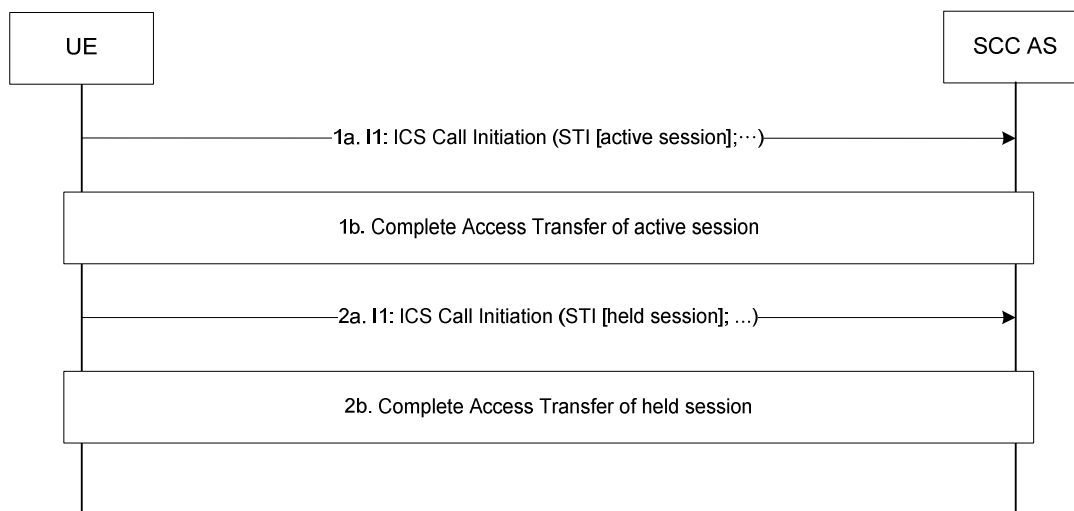 UE
SCC AS
1a. I1: ICS Call Initiation (STI [active session];⋯)
1b. Complete Access Transfer of active session
2a. I1: ICS Call Initiation (STI [held session]; ...)
2b. Complete Access Transfer of held session